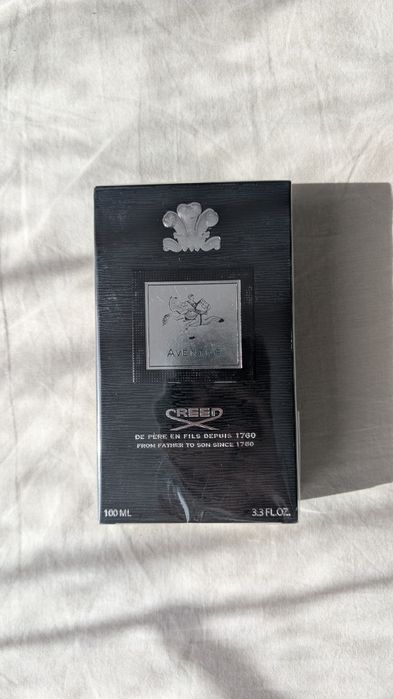 AVENTUS
CREED
DE PÈRE EN FILS DEPUIS 1760
FROM FATHER TO SON SINCE 1760
100 ML
3.3 FL.OZ.